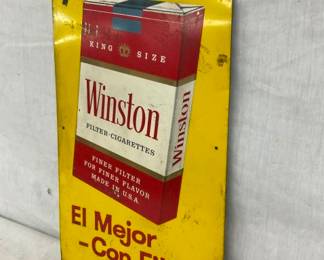 KING SIZE
Winston
FILTER-CIGARETTES
FINER FILTER
FOR FINER FLAVOR
MADE IN U.S.A.
Winston
El Mejor
-Con